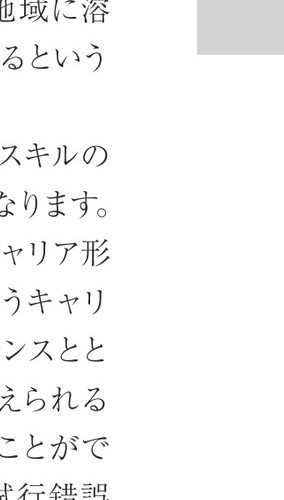 地域に溶
るという
スキルの
なります。
ャリア形
うキャリ
ンスとと
えられる
ことがで
試行錯誤